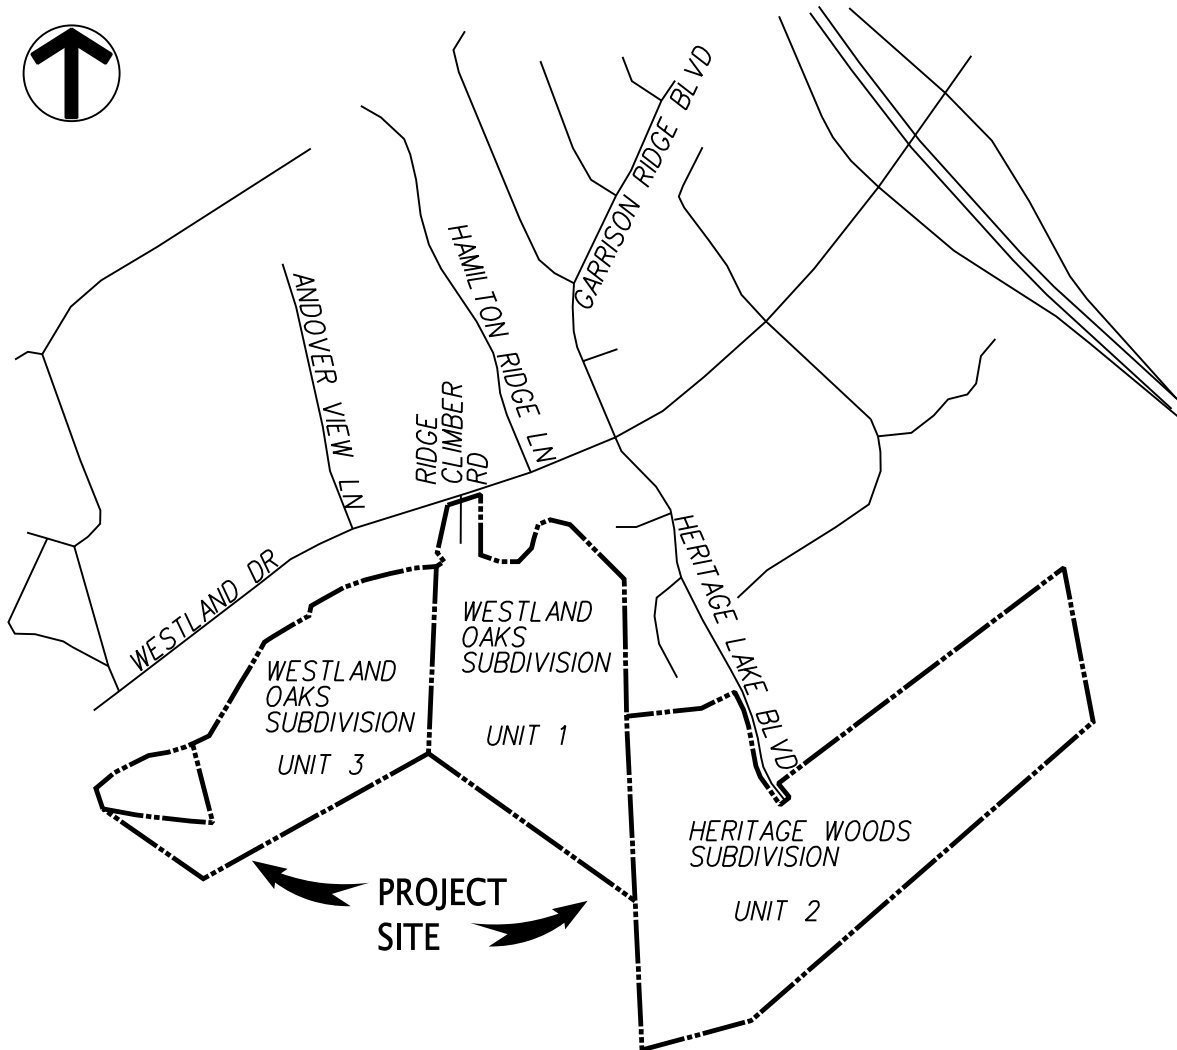 GARRISON RIDGE BLVD
HAMILTON RIDGE LN
ANDOVER VIEW LN
RIDGE
CLIMBER
RD
WESTLAND DR
HERITAGE LAKE BLVD
WESTLAND
OAKS
SUBDIVISION
UNIT 1
WESTLAND
OAKS
SUBDIVISION
UNIT 3
HERITAGE WOODS
SUBDIVISION
UNIT 2
PROJECT
SITE